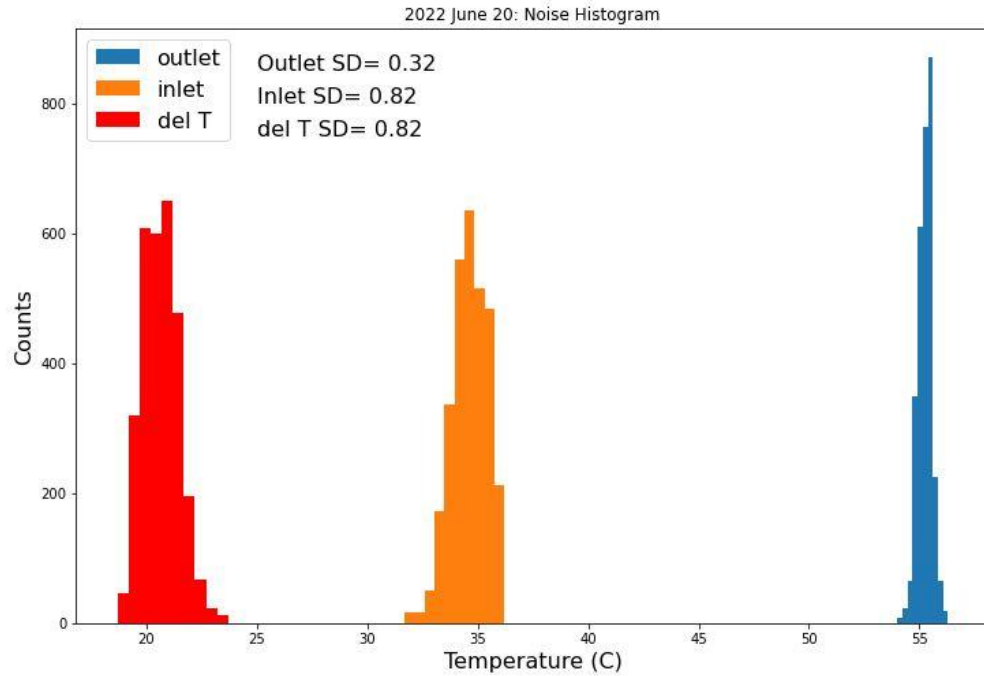 2022 June 20: Noise Histogram
outlet
inlet
del T
Outlet SD= 0.32
Inlet SD= 0.82
del T SD= 0.82
Counts
800
600
400
200
0
20 25 30 35 40 45 50 55
Temperature (C)